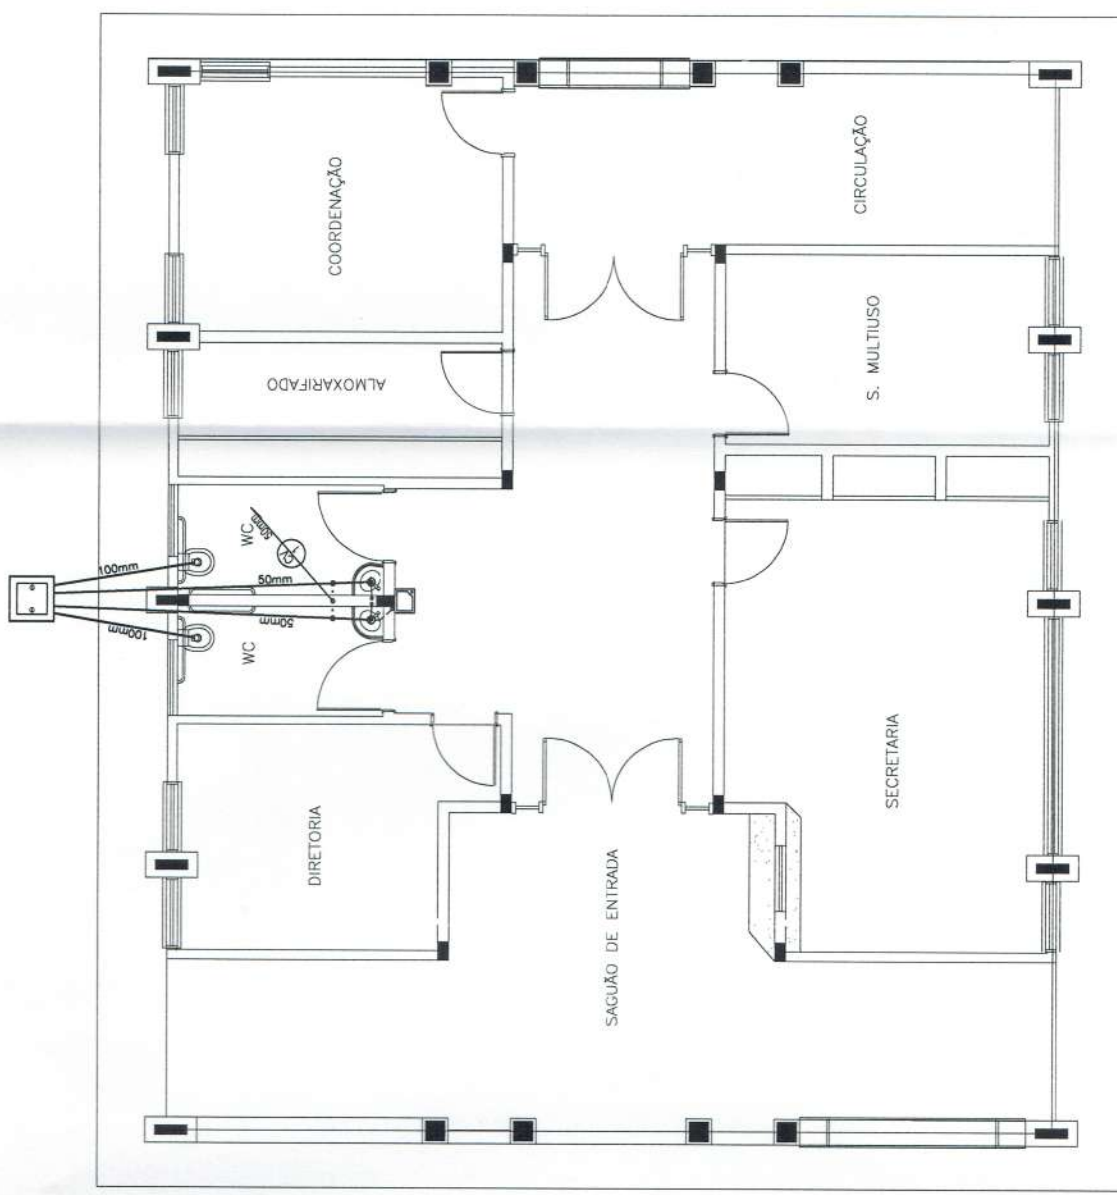 COORDENAÇÃO
CIRCULAÇÃO
ALMOXARIFADO
S. MULTIUSO
WC
50mm
100mm
50mm
50mm
100mm
WC
DIRETORIA
SECRETARIA
SAGUÃO DE ENTRADA